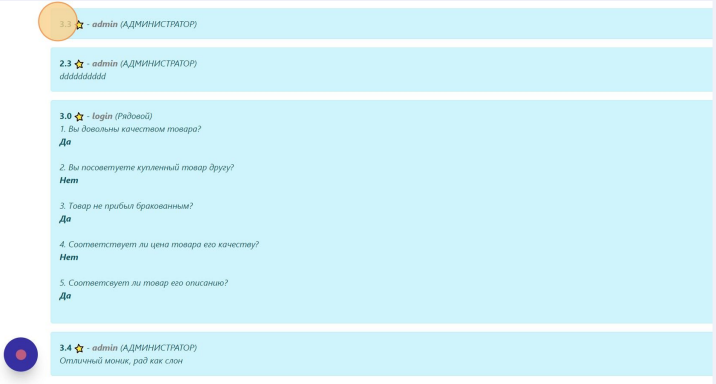 3.3 - admin (АДМИНИСТРАТОР)
2.3 - admin (АДМИНИСТРАТОР)
dddddddddd
3.0 - login (Рядовой)
1. Вы довольны качеством товара?
Да
2. Вы посоветуете купленный товар другу?
Нет
3. Товар не прибыл бракованным?
Да
4. Соответствует ли цена товара его качеству?
Нет
5. Соответсвует ли товар его описанию?
Да
3.4 - admin (АДМИНИСТРАТОР)
Отличный моник, рад как слон